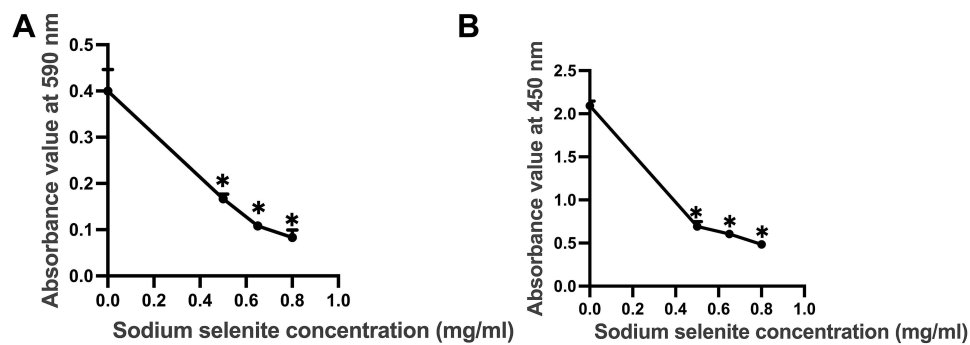 A
Absorbance value at 590 nm
0.5
0.4
0.3
0.2
0.1
0.0
* * *
0.0 0.2 0.4 0.6 0.8 1.0
Sodium selenite concentration (mg/ml)
B
Absorbance value at 450 nm
2.5
2.0
1.5
1.0
0.5
0.0
* * *
0.0 0.2 0.4 0.6 0.8 1.0
Sodium selenite concentration (mg/ml)